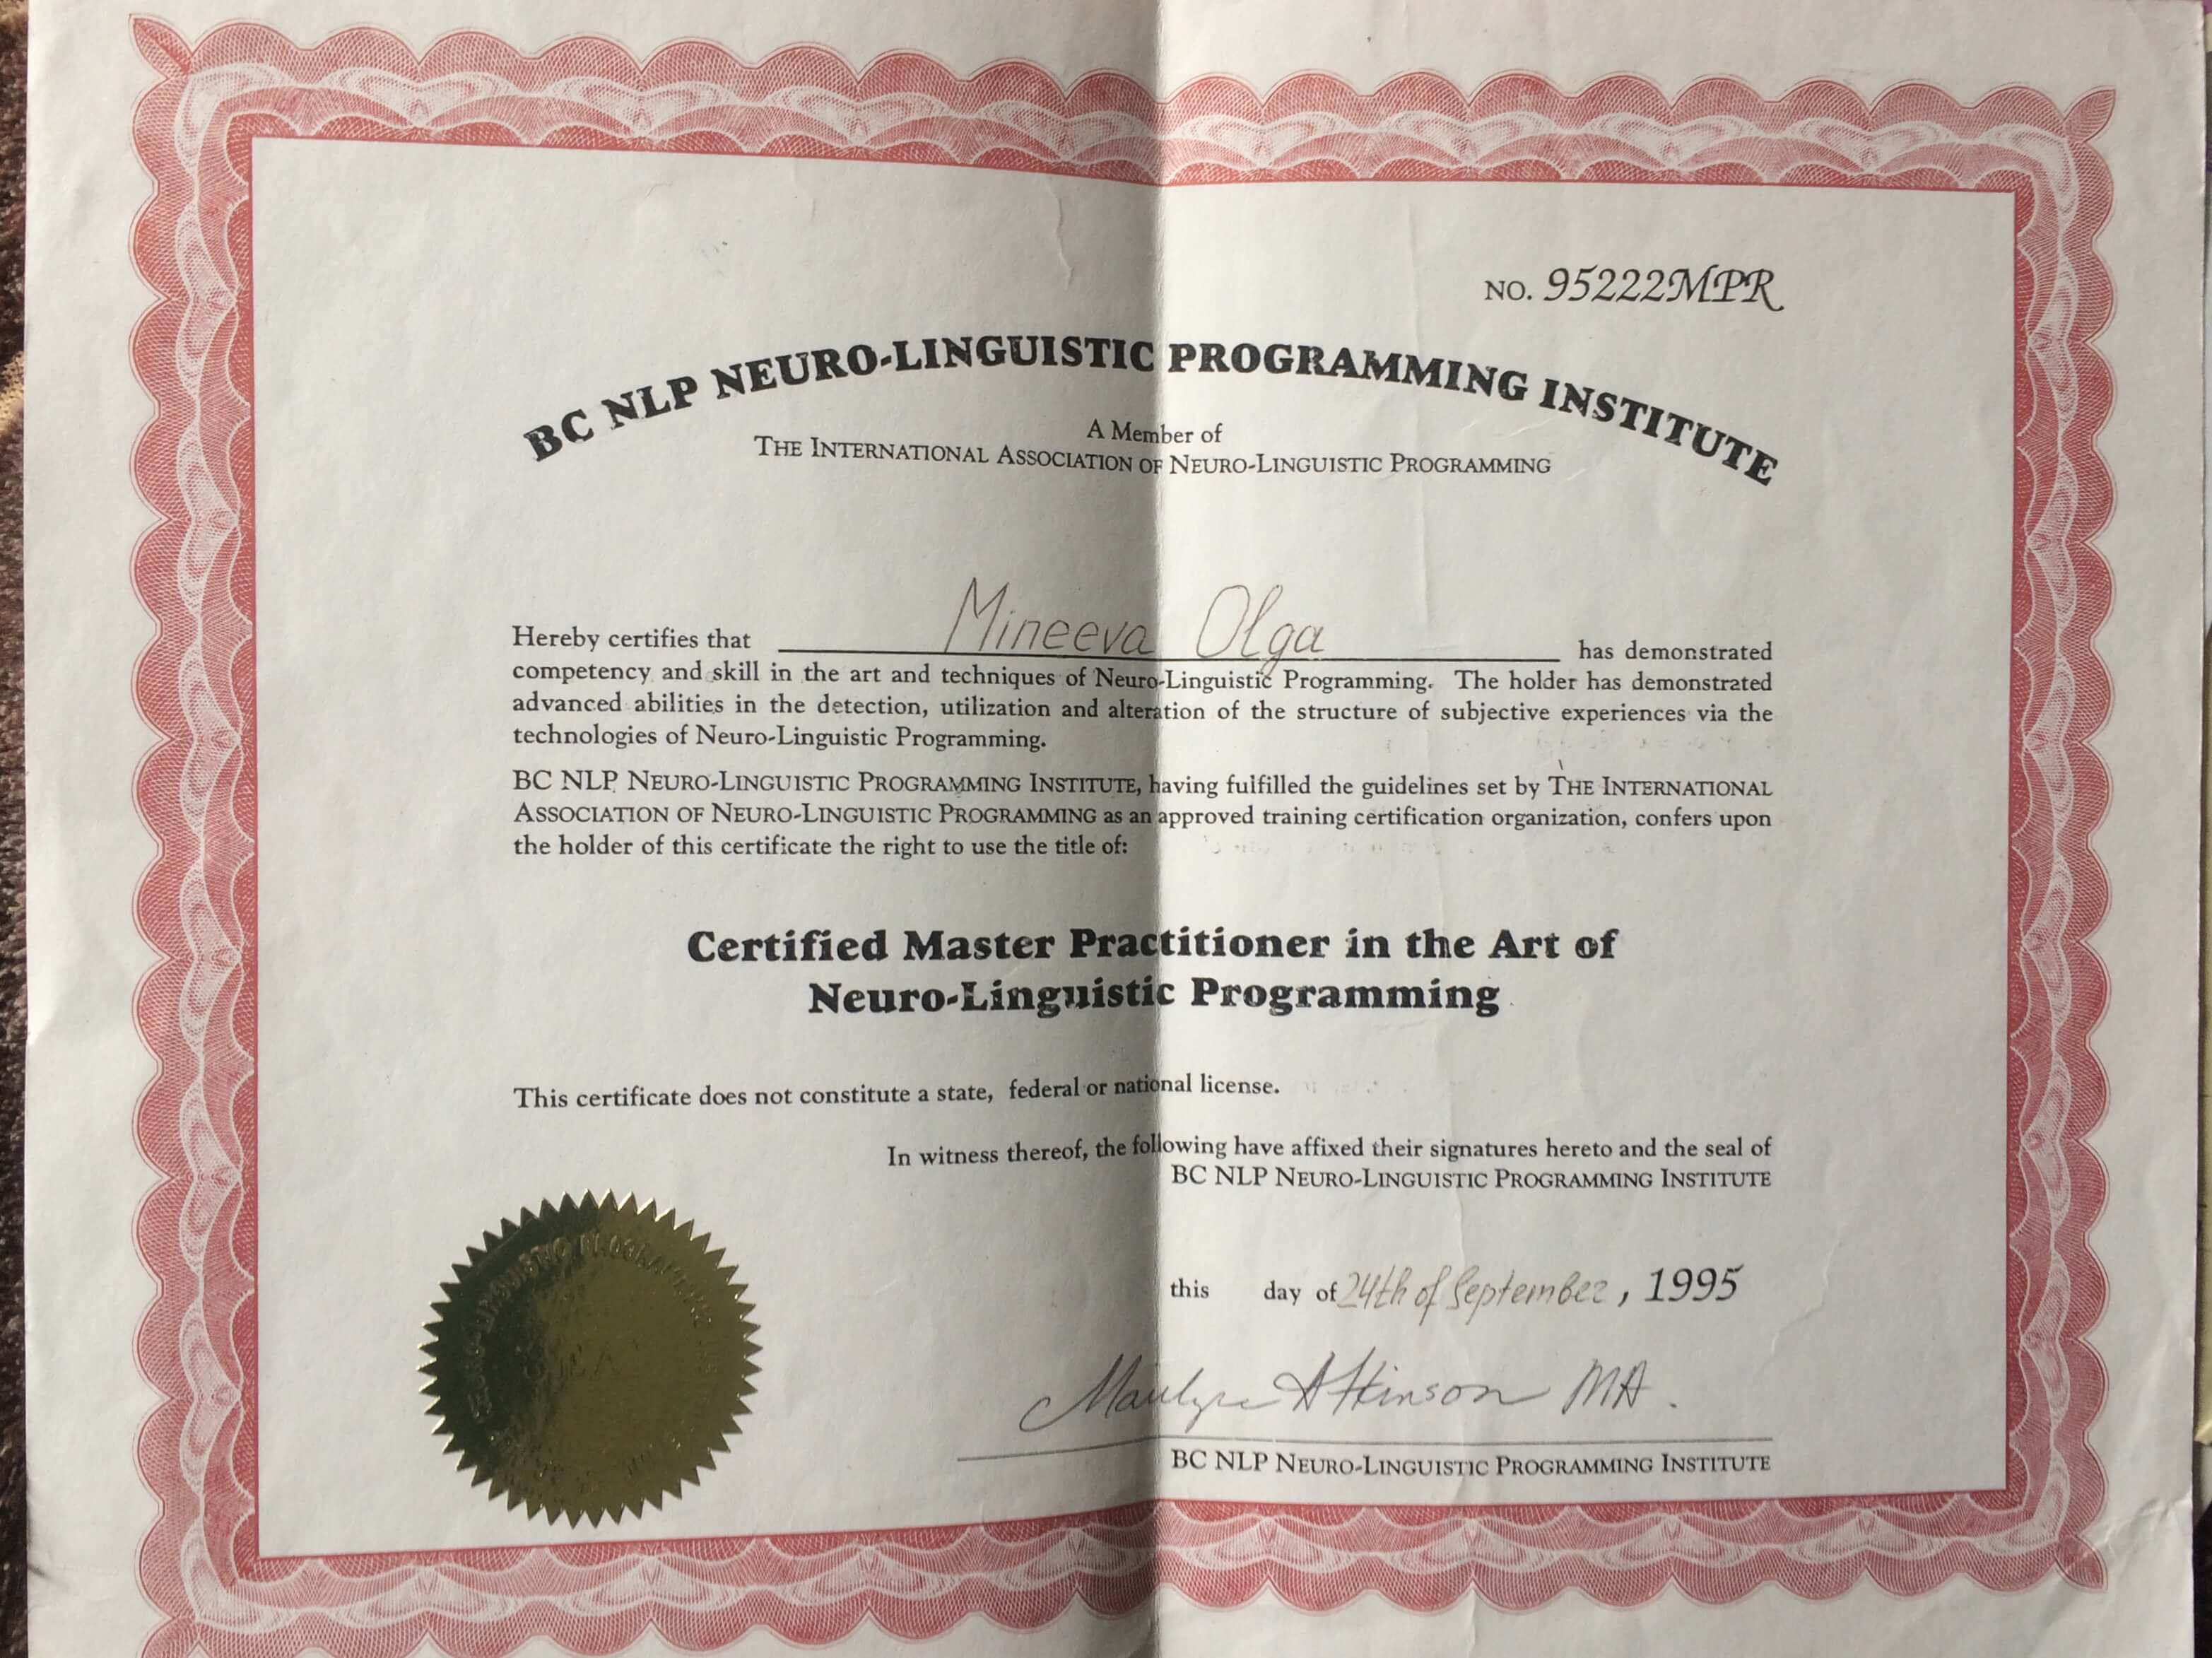 NO. 95222MPR
BC NLP NEURO-LINGUISTIC PROGRAMMING INSTITUTE
A Member of
THE INTERNATIONAL ASSOCIATION OF NEURO-LINGUISTIC PROGRAMMING
Hereby certifies that Mineeva Olga has demonstrated
competency and skill in the art and techniques of Neuro-Linguistic Programming. The holder has demonstrated
advanced abilities in the detection, utilization and alteration of the structure of subjective experiences via the
technologies of Neuro-Linguistic Programming.
BC NLP NEURO-LINGUISTIC PROGRAMMING INSTITUTE, having fulfilled the guidelines set by THE INTERNATIONAL
ASSOCIATION OF NEURO-LINGUISTIC PROGRAMMING as an approved training certification organization, confers upon
the holder of this certificate the right to use the title of:
Certified Master Practitioner in the Art of
Neuro-Linguistic Programming
This certificate does not constitute a state, federal or national license.
In witness thereof, the following have affixed their signatures hereto and the seal of
BC NLP NEURO-LINGUISTIC PROGRAMMING INSTITUTE
this day of 24th of September, 1995
Marilyn Atkinson MA.
BC NLP NEURO-LINGUISTIC PROGRAMMING INSTITUTE